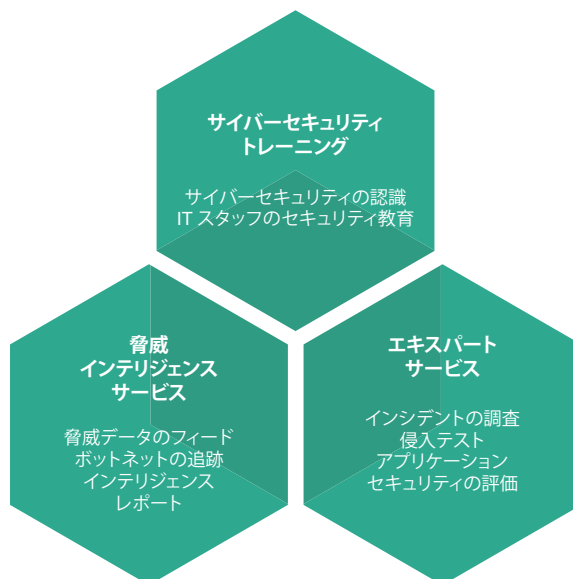 サイバーセキュリティ
トレーニング
サイバーセキュリティの認識
IT スタッフのセキュリティ教育
脅威
インテリジェンス
サービス
脅威データのフィード
ボットネットの追跡
インテリジェンス
レポート
エキスパート
サービス
インシデントの調査
侵入テスト
アプリケーション
セキュリティの評価